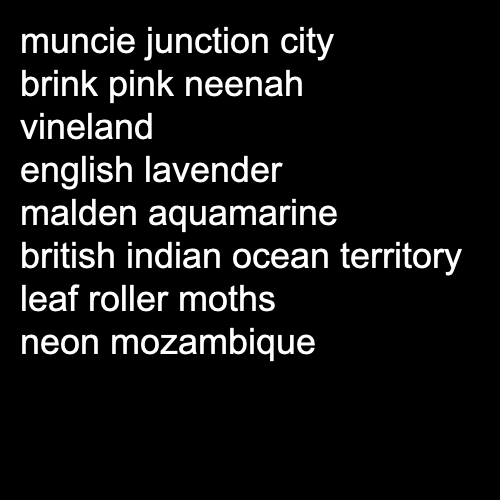 muncie junction city
brink pink neenah
vineland
english lavender
malden aquamarine
british indian ocean territory
leaf roller moths
neon mozambique